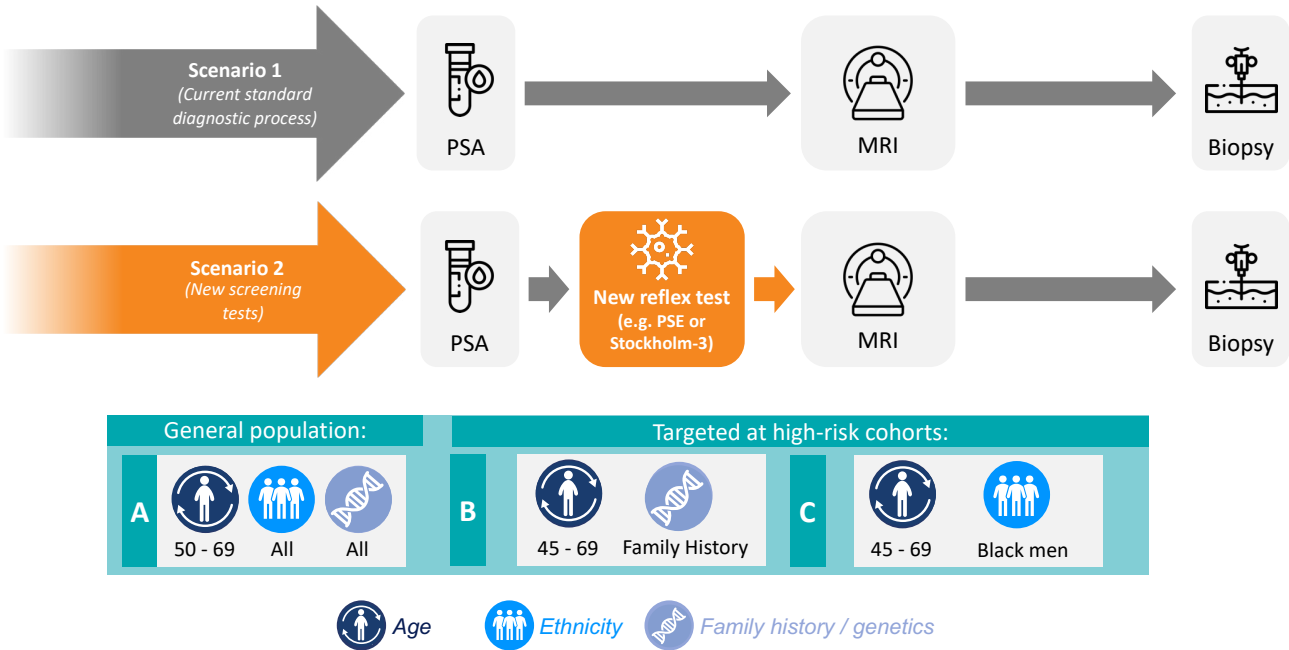 Scenario 1
(Current standard
diagnostic process)
PSA
MRI
Biopsy
Scenario 2
(New screening
tests)
PSA
New reflex test
(e.g. PSE or
Stockholm-3)
MRI
Biopsy
General population:
Targeted at high-risk cohorts:
A
50 - 69
All
All
B
45 - 69
Family History
C
45 - 69
Black men
Age
Ethnicity
Family history / genetics